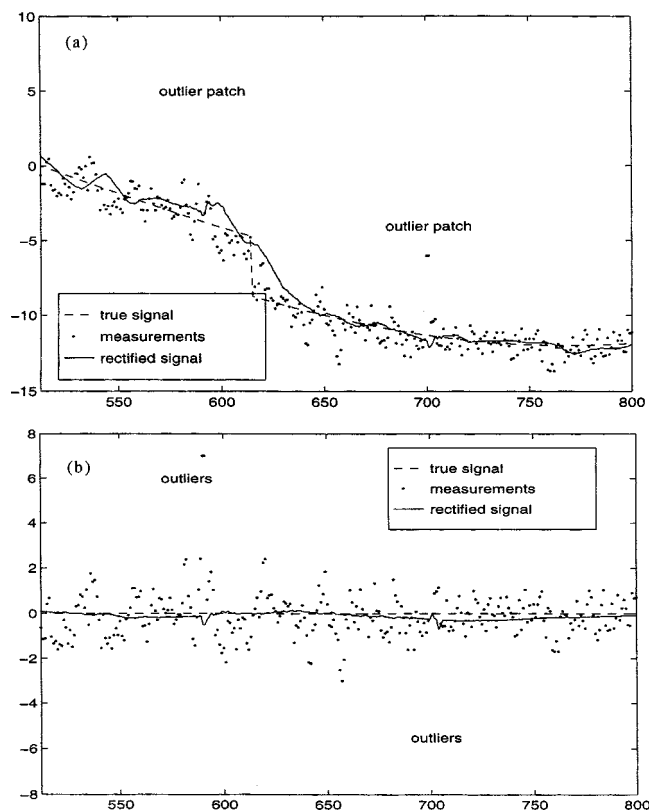 10
(a)
5
outlier patch
0
outlier patch
-5
-10
true signal
measurements
rectified signal
-15
550 600 650 700 750 800
8
(b)
6
outliers
true signal
measurements
rectified signal
4
2
0
-2
-4
-6
outliers
-8
550 600 650 700 750 800